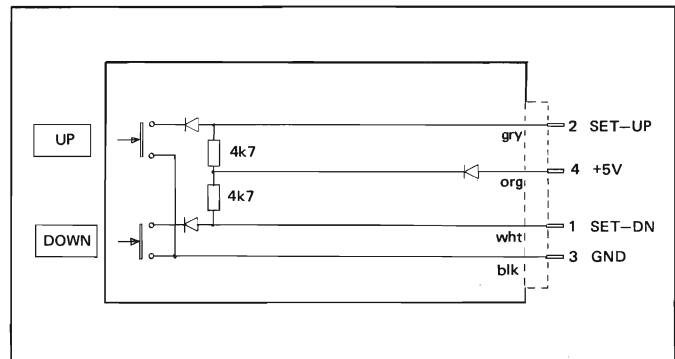 gry 2 SET-UP
UP
4k7
org 4 +5V
4k7
wht 1 SET-DN
DOWN
blk 3 GND